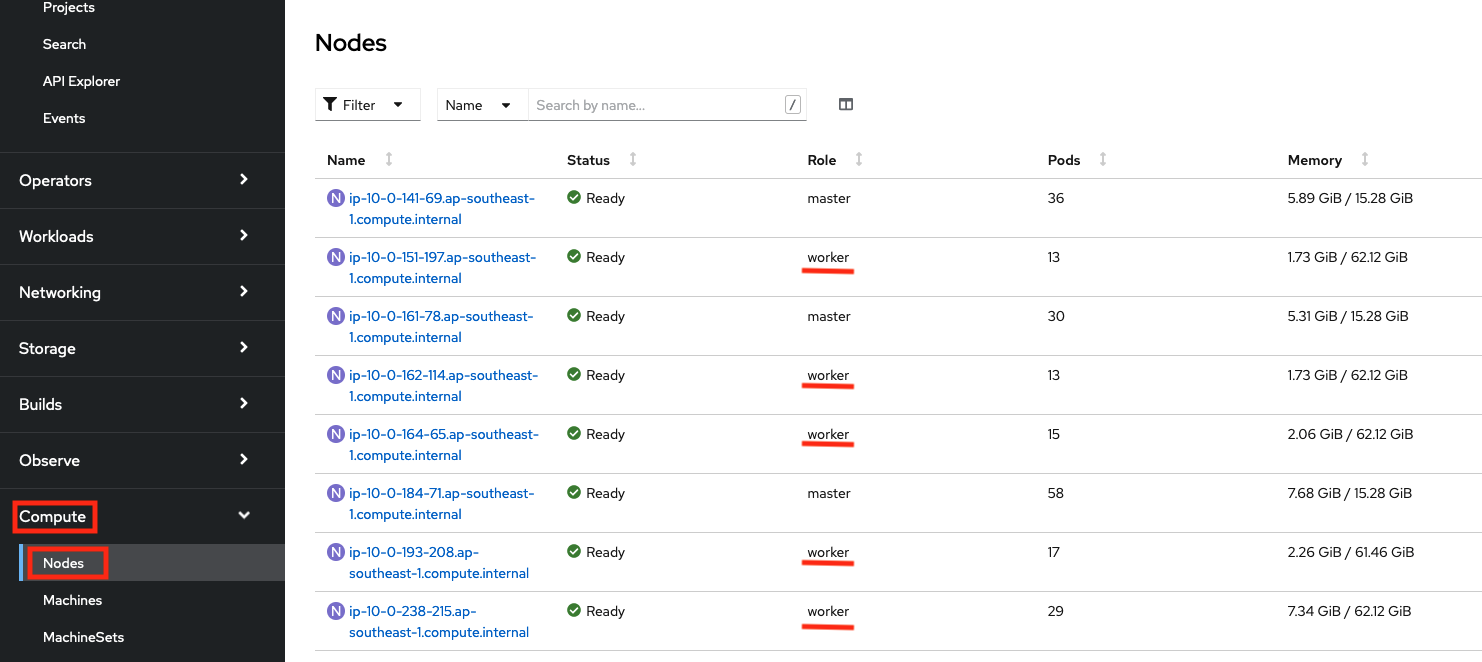 Projects
Search
API Explorer
Events
Operators
Workloads
Networking
Storage
Builds
Observe
Compute
Nodes
Machines
MachineSets
Nodes
Filter Name Search by name... /
Name Status Role Pods Memory
N ip-10-0-141-69.ap-southeast- Ready master 36 5.89 GiB / 15.28 GiB
1.compute.internal
N ip-10-0-151-197.ap-southeast- Ready worker 13 1.73 GiB / 62.12 GiB
1.compute.internal
N ip-10-0-161-78.ap-southeast- Ready master 30 5.31 GiB / 15.28 GiB
1.compute.internal
N ip-10-0-162-114.ap-southeast- Ready worker 13 1.73 GiB / 62.12 GiB
1.compute.internal
N ip-10-0-164-65.ap-southeast- Ready worker 15 2.06 GiB / 62.12 GiB
1.compute.internal
N ip-10-0-184-71.ap-southeast- Ready master 58 7.68 GiB / 15.28 GiB
1.compute.internal
N ip-10-0-193-208.ap- Ready worker 17 2.26 GiB / 61.46 GiB
southeast-1.compute.internal
N ip-10-0-238-215.ap- Ready worker 29 7.34 GiB / 62.12 GiB
southeast-1.compute.internal